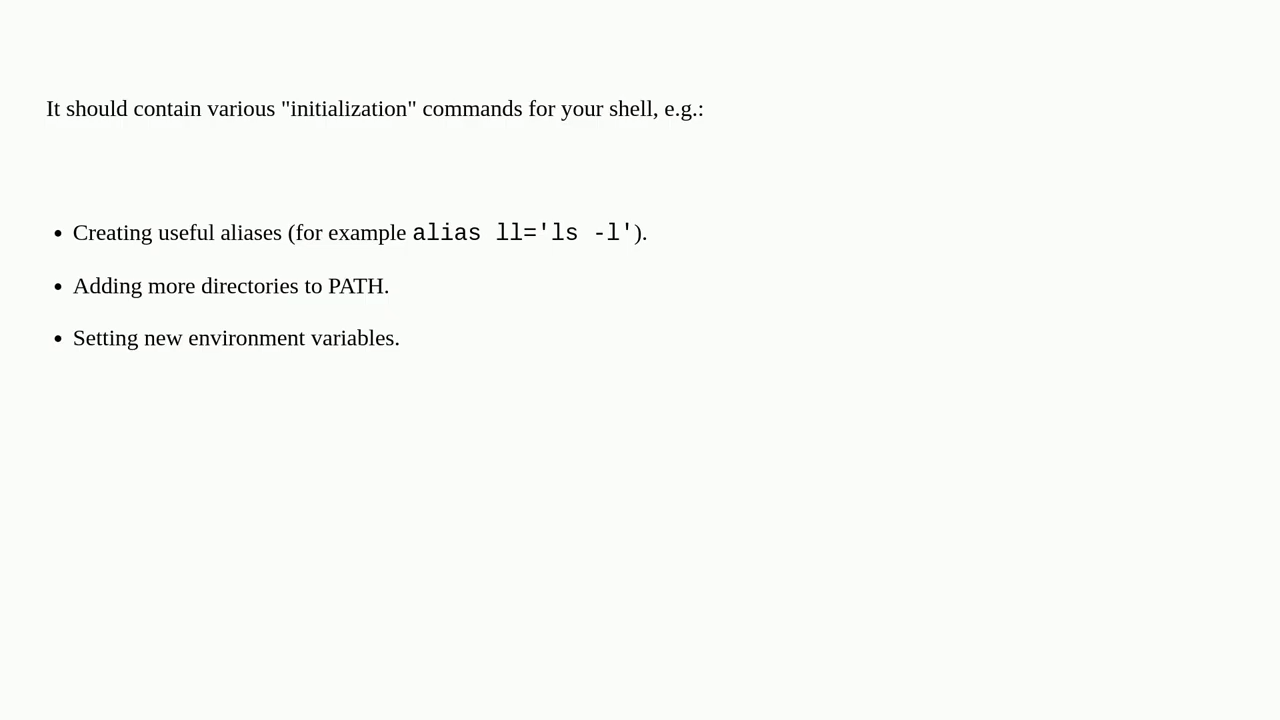 It should contain various "initialization" commands for your shell, e.g.:
• Creating useful aliases (for example alias ll='ls -l').
• Adding more directories to PATH.
• Setting new environment variables.